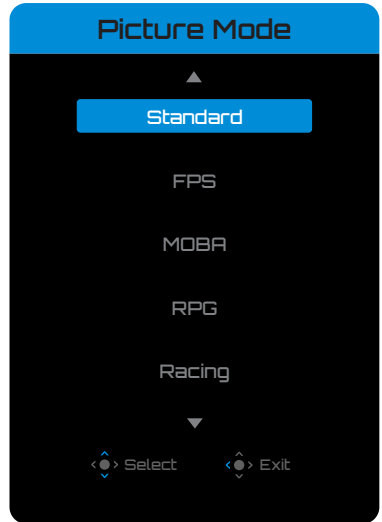 Picture Mode
Standard
FPS
MOBA
RPG
Racing
Select Exit